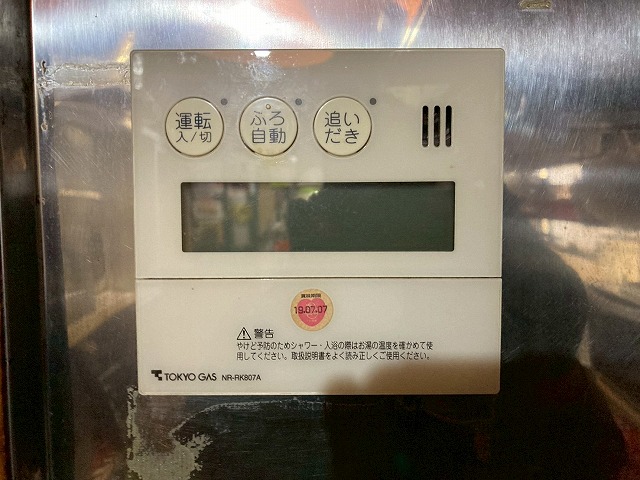 運転
入/切
ふろ
自動
追い
だき
賞味期限
19.07.07
警告
やけど予防のためシャワー・入浴の際はお湯の温度を確かめて使
用してください。取扱説明書をよく読み正しくご使用ください。
TOKYO GAS NR-RK807A